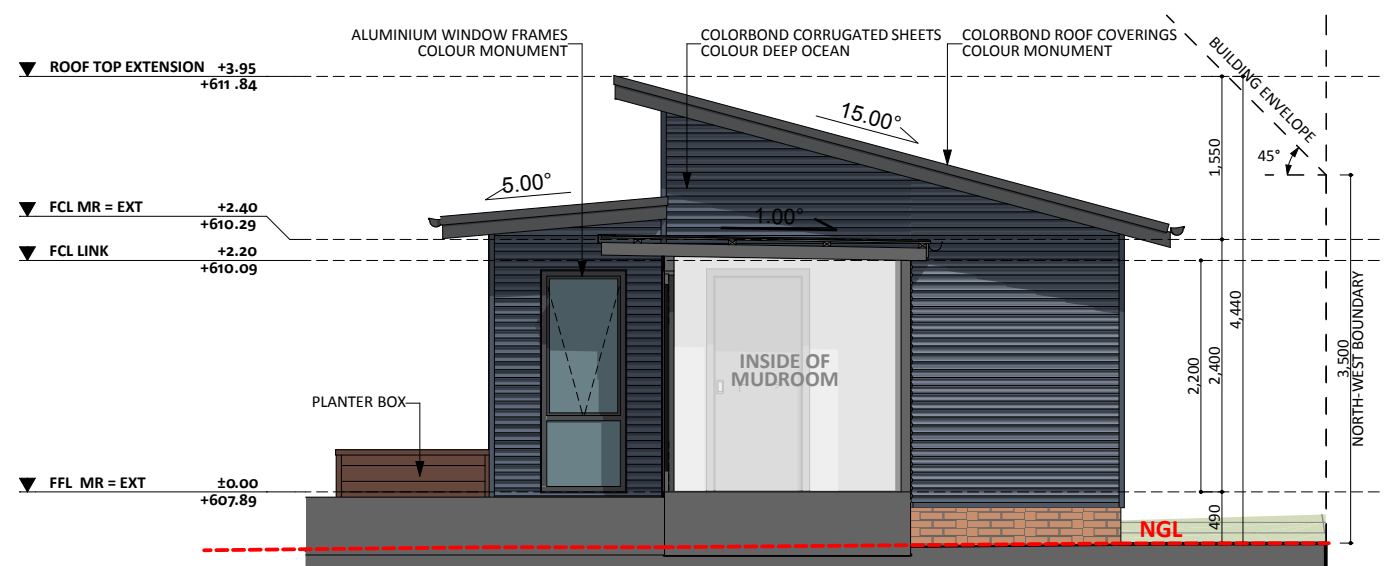 ALUMINIUM WINDOW FRAMES
COLOUR MONUMENT
COLORBOND CORRUGATED SHEETS
COLOUR DEEP OCEAN
COLORBOND ROOF COVERINGS
COLOUR MONUMENT
BUILDING ENVELOPE
ROOF TOP EXTENSION +3.95
+611.84
15.00°
1,550
45°
5.00°
FCL MR = EXT +2.40
+610.29
1.00°
FCL LINK +2.20
+610.09
4,440
2,200
2,400
3,500
NORTH-WEST BOUNDARY
INSIDE OF
MUDROOM
PLANTER BOX
FFL MR = EXT ±0.00
+607.89
490
NGL